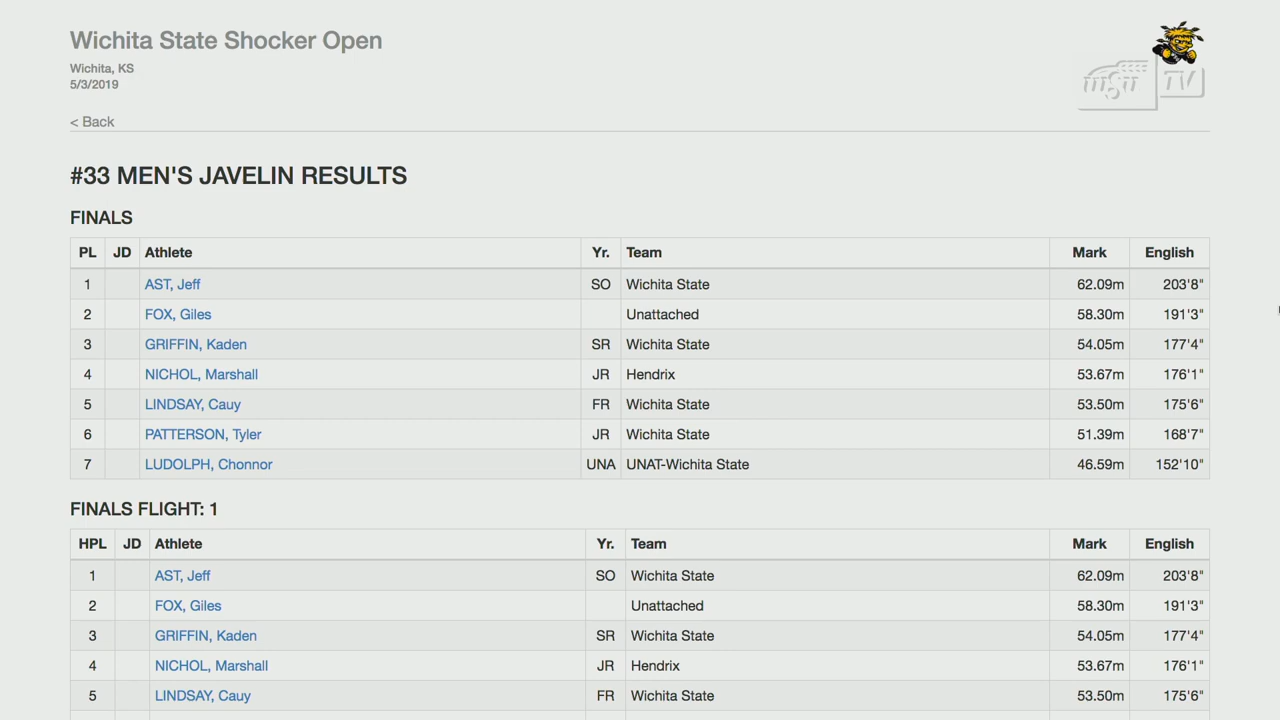 Wichita State Shocker Open
Wichita, KS
5/3/2019
TV
< Back
#33 MEN'S JAVELIN RESULTS
FINALS
PL JD Athlete Yr. Team Mark English
1 AST, Jeff SO Wichita State 62.09m 203'8"
2 FOX, Giles Unattached 58.30m 191'3"
3 GRIFFIN, Kaden SR Wichita State 54.05m 177'4"
4 NICHOL, Marshall JR Hendrix 53.67m 176'1"
5 LINDSAY, Cauy FR Wichita State 53.50m 175'6"
6 PATTERSON, Tyler JR Wichita State 51.39m 168'7"
7 LUDOLPH, Chonnor UNA UNAT-Wichita State 46.59m 152'10"
FINALS FLIGHT: 1
HPL JD Athlete Yr. Team Mark English
1 AST, Jeff SO Wichita State 62.09m 203'8"
2 FOX, Giles Unattached 58.30m 191'3"
3 GRIFFIN, Kaden SR Wichita State 54.05m 177'4"
4 NICHOL, Marshall JR Hendrix 53.67m 176'1"
5 LINDSAY, Cauy FR Wichita State 53.50m 175'6"